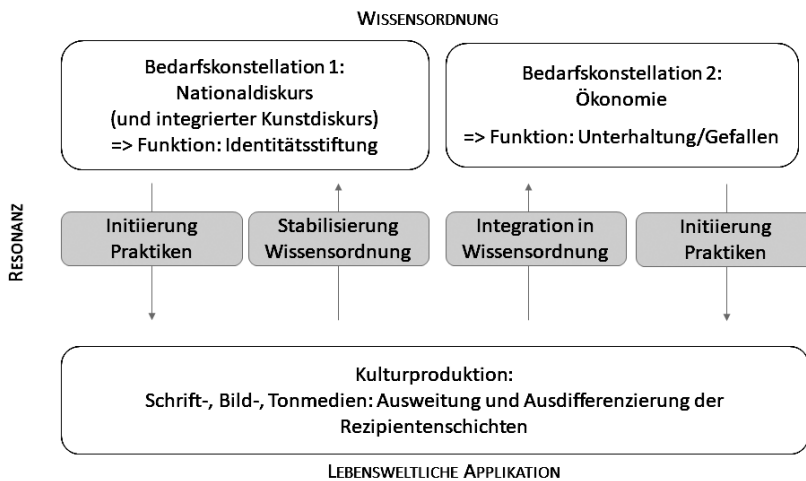 WISSENSORDNUNG
Bedarfskonstellation 1:
Nationaldiskurs
(und integrierter Kunstdiskurs)
=> Funktion: Identitätsstiftung
Bedarfskonstellation 2:
Ökonomie
=> Funktion: Unterhaltung/Gefallen
RESONANZ
Initiierung
Praktiken
Stabilisierung
Wissensordnung
Integration in
Wissensordnung
Initiierung
Praktiken
Kulturproduktion:
Schrift-, Bild-, Tonmedien: Ausweitung und Ausdifferenzierung der
Rezipientenschichten
LEBENSWELTLICHE APPLIKATION